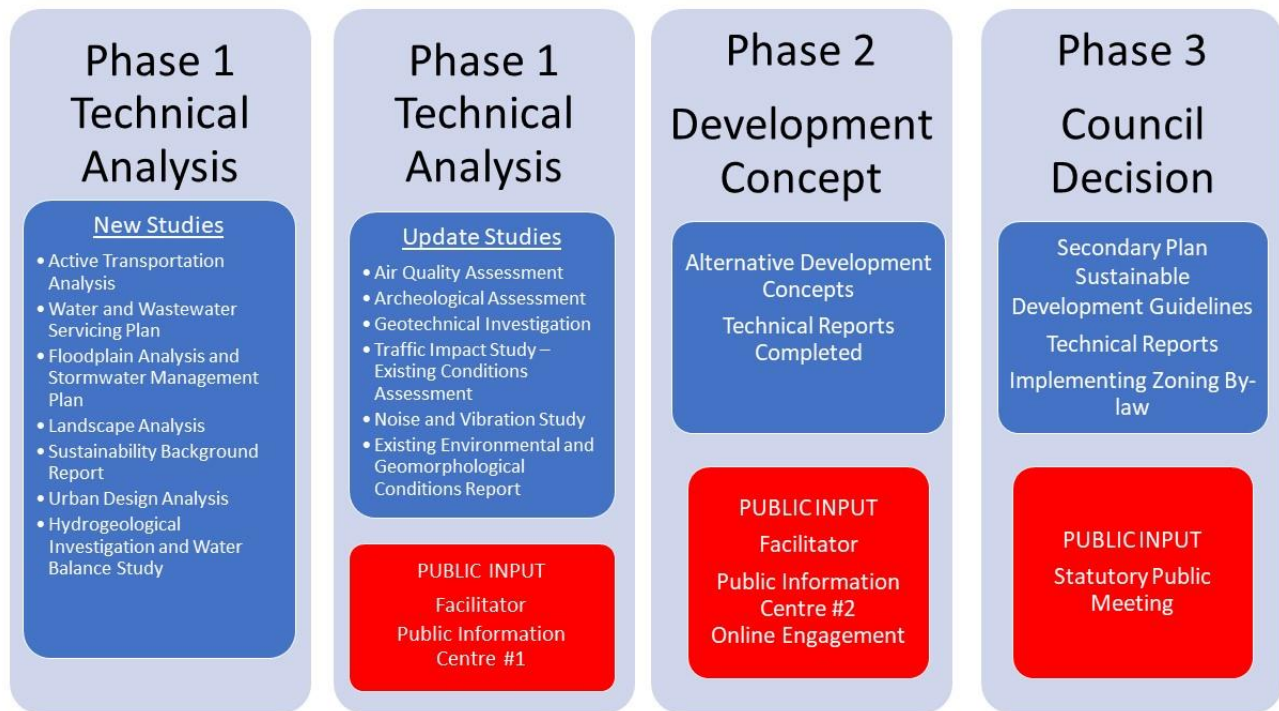 Phase 1
Technical
Analysis
New Studies
• Active Transportation
Analysis
• Water and Wastewater
Servicing Plan
• Floodplain Analysis and
Stormwater Management
Plan
• Landscape Analysis
• Sustainability Background
Report
• Urban Design Analysis
• Hydrogeological
Investigation and Water
Balance Study
Phase 1
Technical
Analysis
Update Studies
• Air Quality Assessment
• Archeological Assessment
• Geotechnical Investigation
• Traffic Impact Study –
Existing Conditions
Assessment
• Noise and Vibration Study
• Existing Environmental and
Geomorphological
Conditions Report
PUBLIC INPUT
Facilitator
Public Information
Centre #1
Phase 2
Development
Concept
Alternative Development
Concepts
Technical Reports
Completed
PUBLIC INPUT
Facilitator
Public Information
Centre #2
Online Engagement
Phase 3
Council
Decision
Secondary Plan
Sustainable
Development Guidelines
Technical Reports
Implementing Zoning By-
law
PUBLIC INPUT
Statutory Public
Meeting